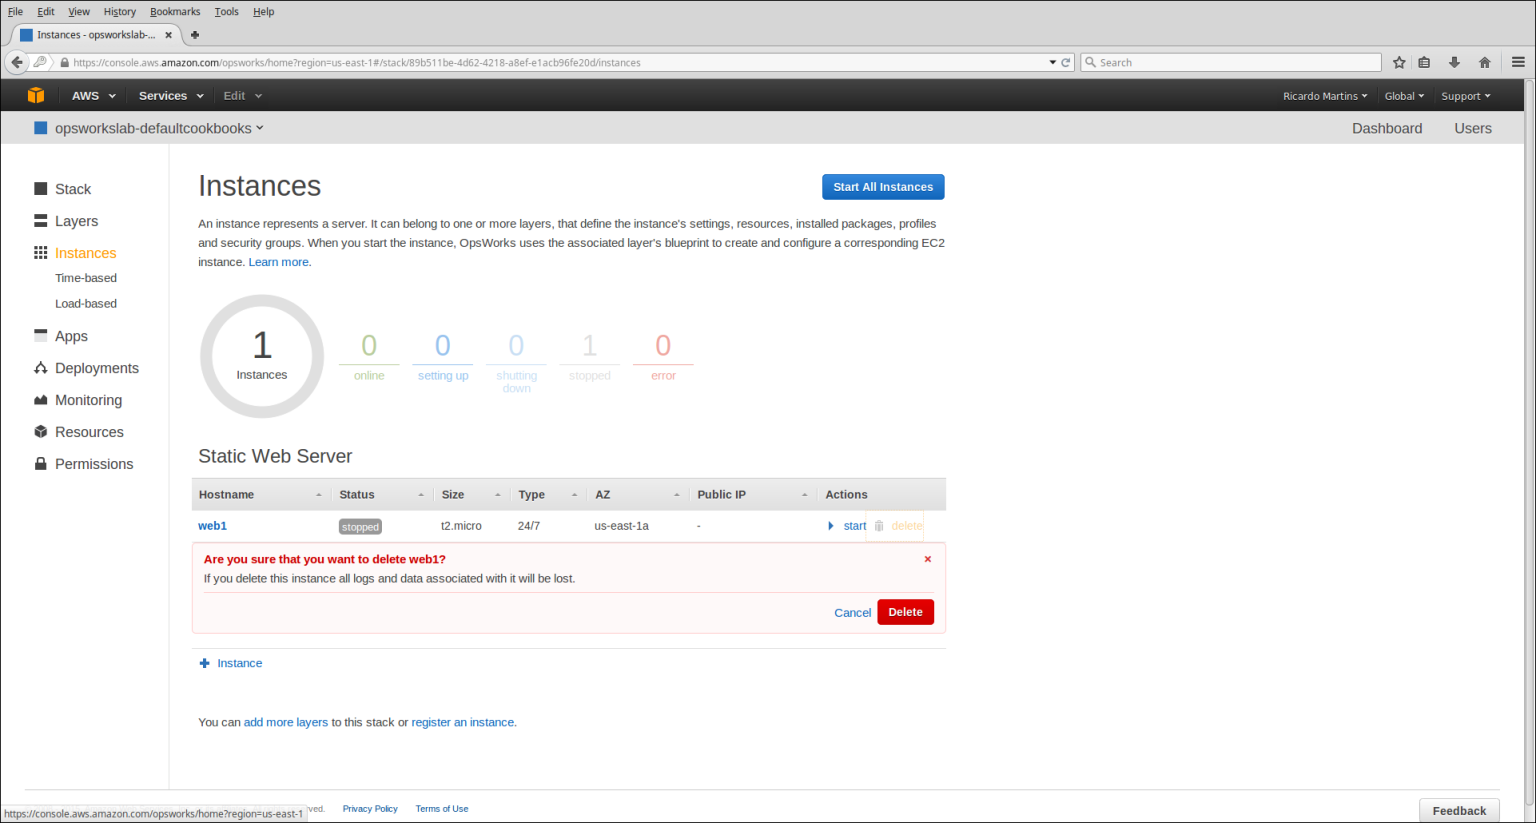 File Edit View History Bookmarks Tools Help
Instances - opsworkslab-...
https://console.aws.amazon.com/opsworks/home?region=us-east-1#/stack/89b511be-4d62-4218-a8ef-e1acb96fe20d/instances
Search
AWS Services Edit Ricardo Martins Global Support
opsworkslab-defaultcookbooks Dashboard Users
Stack
Layers
Instances
Time-based
Load-based
Apps
Deployments
Monitoring
Resources
Permissions
Instances
Start All Instances
An instance represents a server. It can belong to one or more layers, that define the instance's settings, resources, installed packages, profiles
and security groups. When you start the instance, OpsWorks uses the associated layer's blueprint to create and configure a corresponding EC2
instance. Learn more.
1 Instances
0 online
0 setting up
0 shutting down
1 stopped
0 error
Static Web Server
Hostname Status Size Type AZ Public IP Actions
web1 stopped t2.micro 24/7 us-east-1a - start delete
Are you sure that you want to delete web1? ×
If you delete this instance all logs and data associated with it will be lost.
Cancel Delete
Instance
You can add more layers to this stack or register an instance.
Privacy Policy Terms of Use
https://console.aws.amazon.com/opsworks/home?region=us-east-1
Feedback